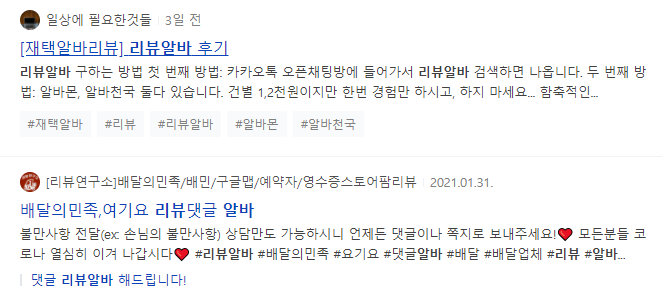 일상에 필요한것들 3일 전
[재택알바리뷰] 리뷰알바 후기
리뷰알바 구하는 방법 첫 번째 방법: 카카오톡 오픈채팅방에 들어가서 리뷰알바 검색하면 나옵니다. 두 번째 방
법: 알바몬, 알바천국 둘다 있습니다. 건별 1,2천원이지만 한번 경험만 하시고, 하지 마세요... 함축적인...
#재택알바 #리뷰 #리뷰알바 #알바몬 #알바천국
[리뷰연구소]배달의민족/배민/구글맵/예약자/영수증스토어팜리뷰 2021.01.31.
배달의민족,여기요 리뷰댓글 알바
불만사항 전달(ex: 손님의 불만사항) 상담만도 가능하시니 언제든 댓글이나 쪽지로 보내주세요!❤ 모든분들 코
로나 열심히 이겨 나갑시다❤ #리뷰알바 #배달의민족 #요기요 #댓글알바 #배달 #배달업체 #리뷰 #알바...
댓글 리뷰알바 해드립니다!